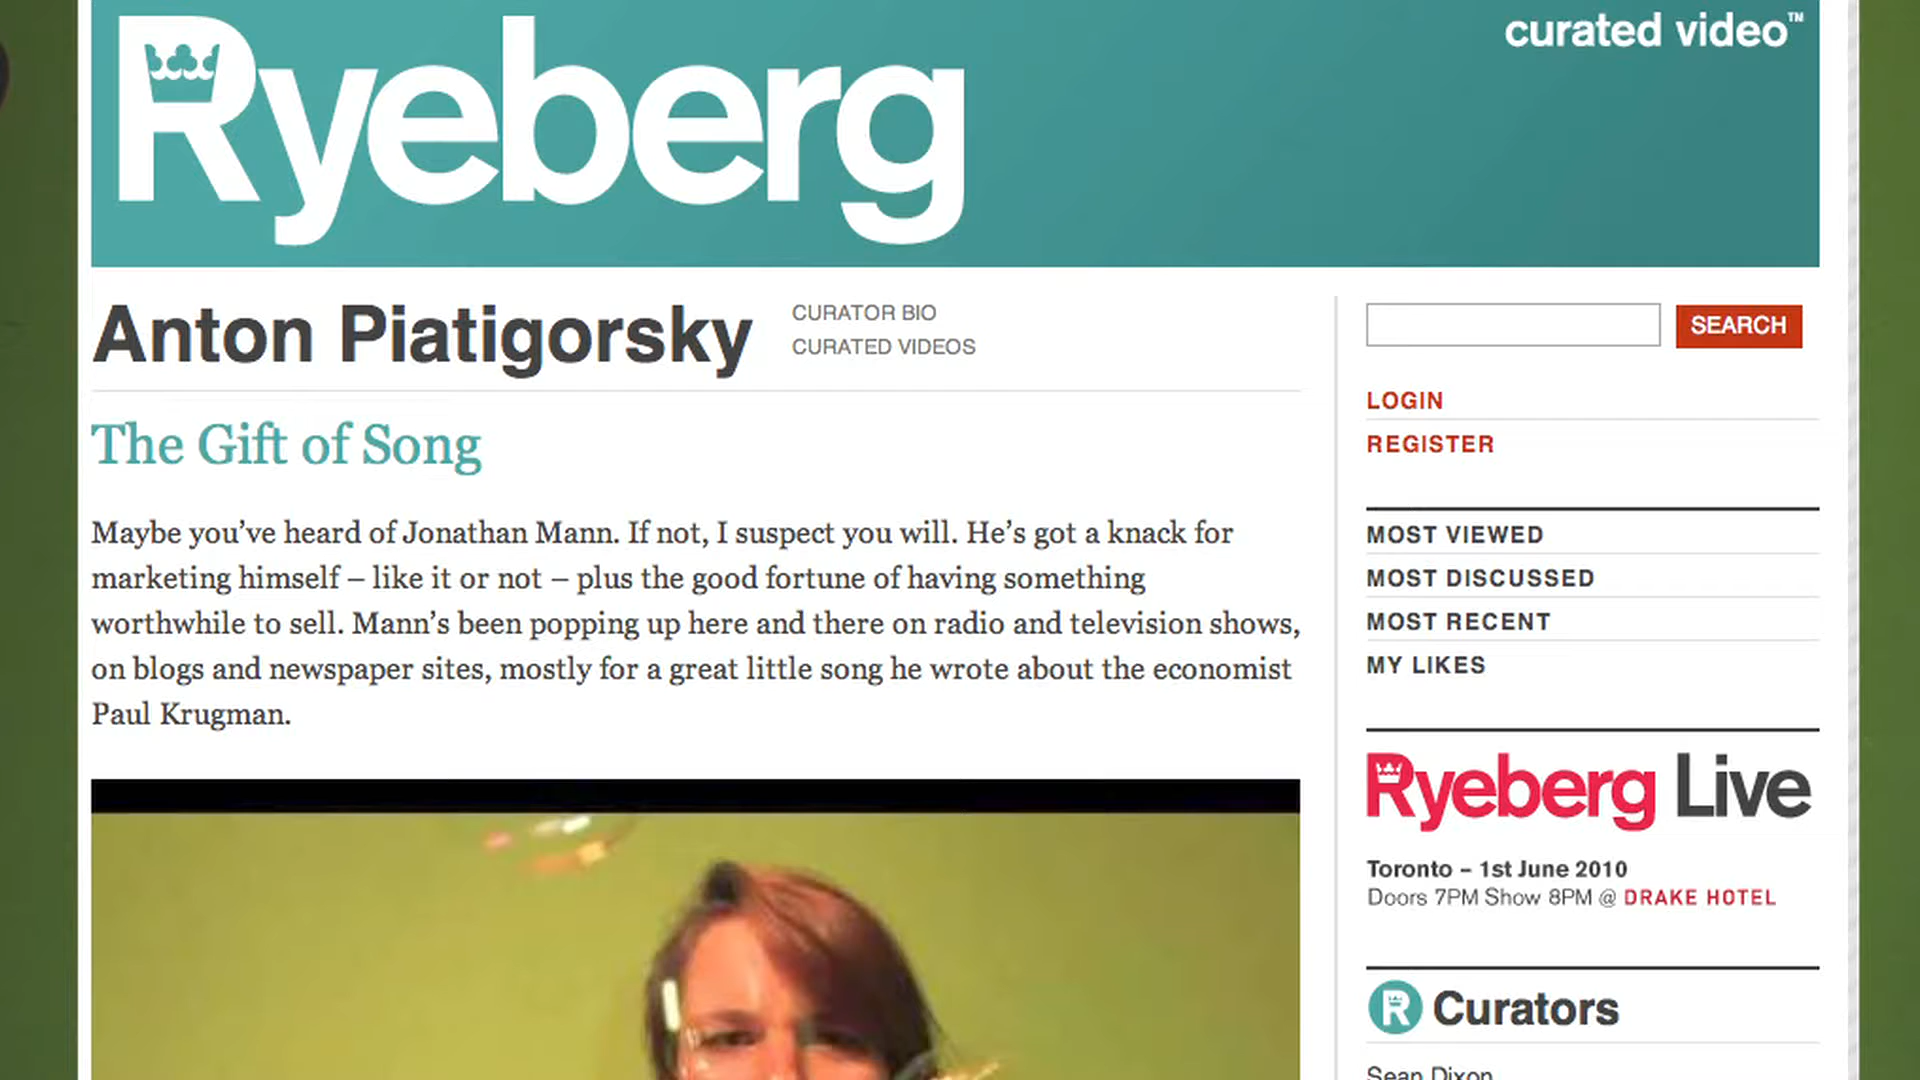 Ryeberg
curated video™
Anton Piatigorsky
CURATOR BIO
CURATED VIDEOS
The Gift of Song
Maybe you’ve heard of Jonathan Mann. If not, I suspect you will. He’s got a knack for
marketing himself – like it or not – plus the good fortune of having something
worthwhile to sell. Mann’s been popping up here and there on radio and television shows,
on blogs and newspaper sites, mostly for a great little song he wrote about the economist
Paul Krugman.
SEARCH
LOGIN
REGISTER
MOST VIEWED
MOST DISCUSSED
MOST RECENT
MY LIKES
Ryeberg Live
Toronto – 1st June 2010
Doors 7PM Show 8PM @ DRAKE HOTEL
R Curators
Sean Dixon